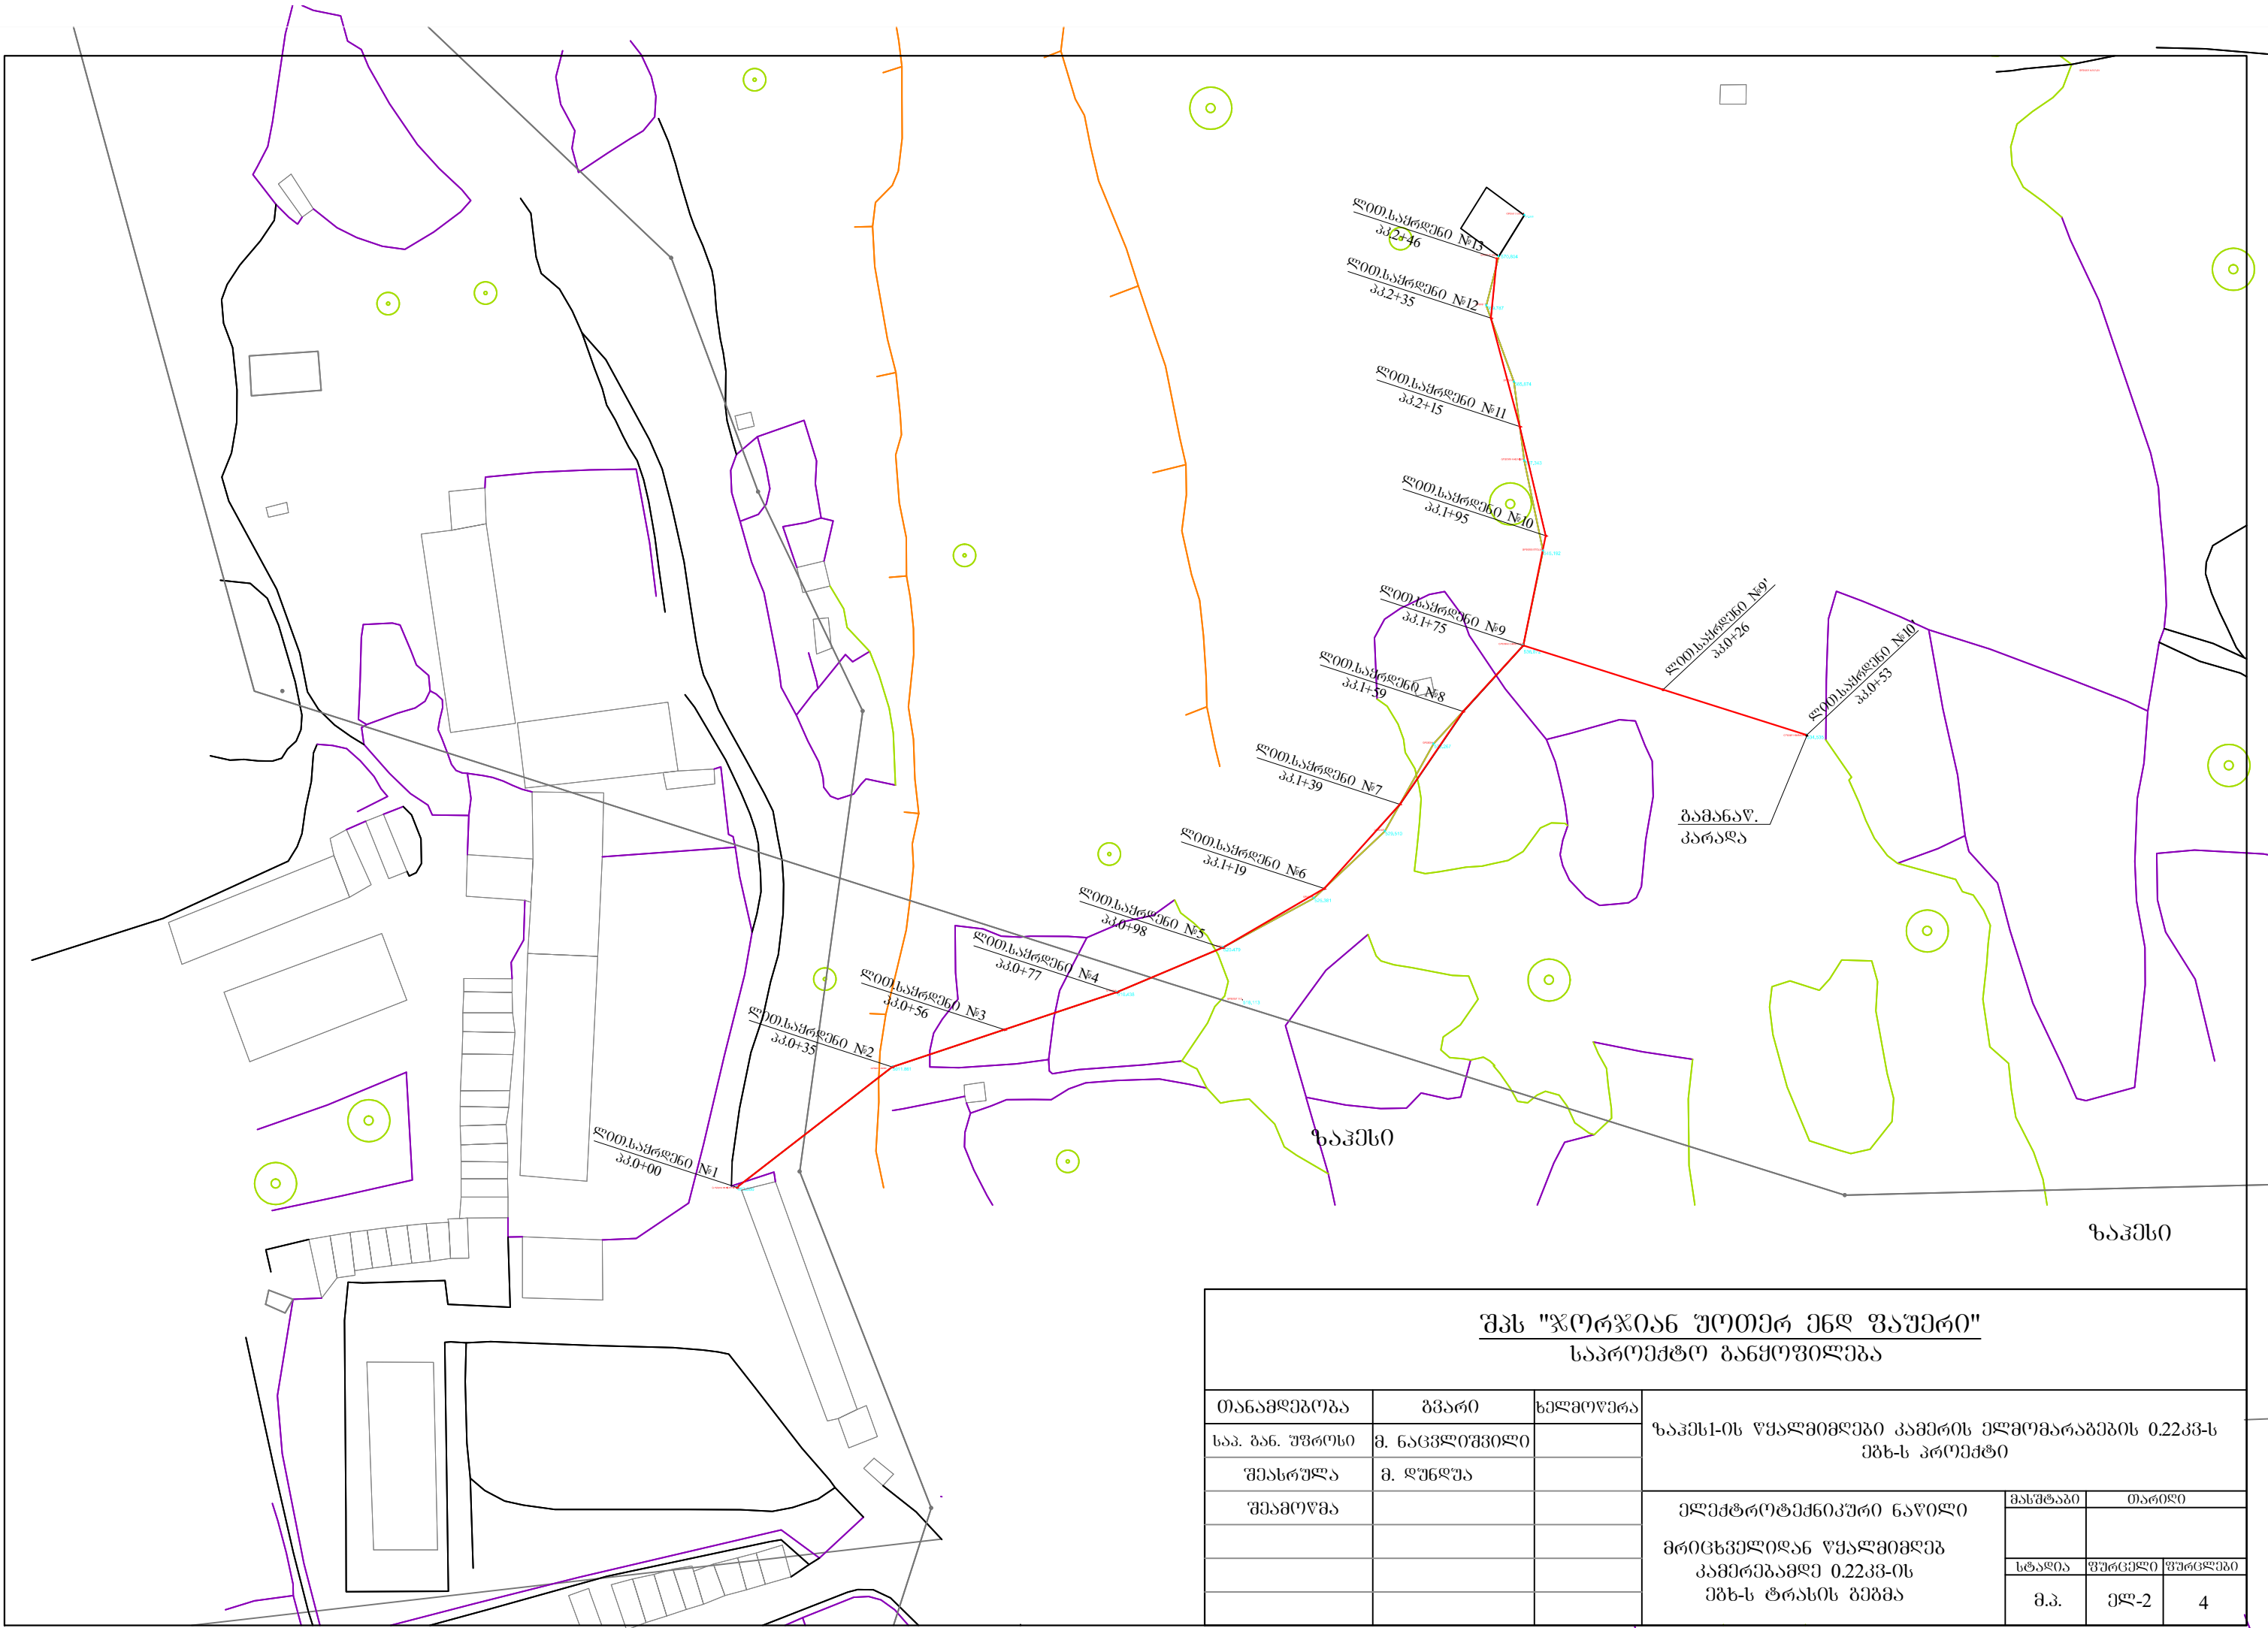 ლით.საყრდენი №13
პკ.2+46
ლით.საყრდენი №12
პკ.2+35
ლით.საყრდენი №11
პკ.2+15
ლით.საყრდენი №10
პკ.1+95
ლით.საყრდენი №9
პკ.1+75
ლით.საყრდენი №9'
პკ.0+26
ლით.საყრდენი №10'
პკ.0+53
ლით.საყრდენი №8
პკ.1+59
ლით.საყრდენი №7
პკ.1+39
გამანაწ.
კარადა
ლით.საყრდენი №6
პკ.1+19
ლით.საყრდენი №5
პკ.0+98
ლით.საყრდენი №4
პკ.0+77
ლით.საყრდენი №3
პკ.0+56
ლით.საყრდენი №2
პკ.0+35
ლით.საყრდენი №1
პკ.0+00
ზაჰესი
ზაჰესი
შპს "ჯორჯიან უოთერ ენდ ფაუერი"
საპროექტო განყოფილება
თანამდებობა გვარი ხელმოწერა
საპ. გან. უფროსი მ. ნაცვლიშვილი
შეასრულა მ. დუნდუა
შეამოწმა
ზაჰეს1-ის წყალმიმღები კამერის ელმომარაგების 0.22კვ-ს
ეგხ-ს პროექტი
ელექტროტექნიკური ნაწილი
მრიცხველიდან წყალმიმღებ
კამერებამდე 0.22კვ-ის
ეგხ-ს ტრასის გეგმა
მასშტაბი თარიღი
სტადია ფურცელი ფურცლები
მ.პ. ელ-2 4